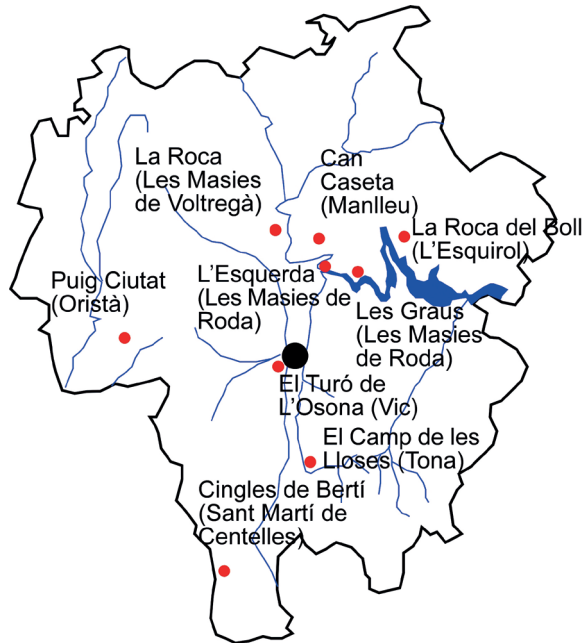 La Roca
(Les Masies
de Voltregà)
Can
Caseta
(Manlleu)
La Roca del Boll
(L'Esquirol)
Puig Ciutat
(Oristà)
L'Esquerda
(Les Masies de
Roda)
Les Graus
(Les Masies
de Roda)
El Turó de
L'Osona (Vic)
El Camp de les
Lloses (Tona)
Cingles de Bertí
(Sant Martí de
Centelles)